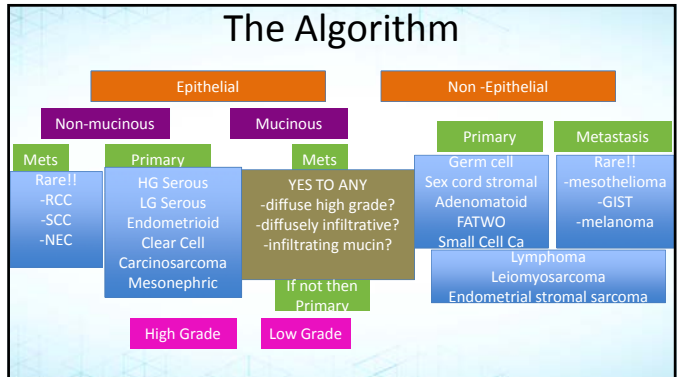 The Algorithm
Epithelial
Non -Epithelial
Non-mucinous
Mucinous
Primary
Metastasis
Mets
Primary
Mets
Rare!!
-RCC
-SCC
-NEC
HG Serous
LG Serous
Endometrioid
Clear Cell
Carcinosarcoma
Mesonephric
YES TO ANY
-diffuse high grade?
-diffusely infiltrative?
-infiltrating mucin?
If not then
Primary
Germ cell
Sex cord stromal
Adenomatoid
FATWO
Small Cell Ca
Rare!!
-mesothelioma
-GIST
-melanoma
Lymphoma
Leiomyosarcoma
Endometrial stromal sarcoma
High Grade
Low Grade